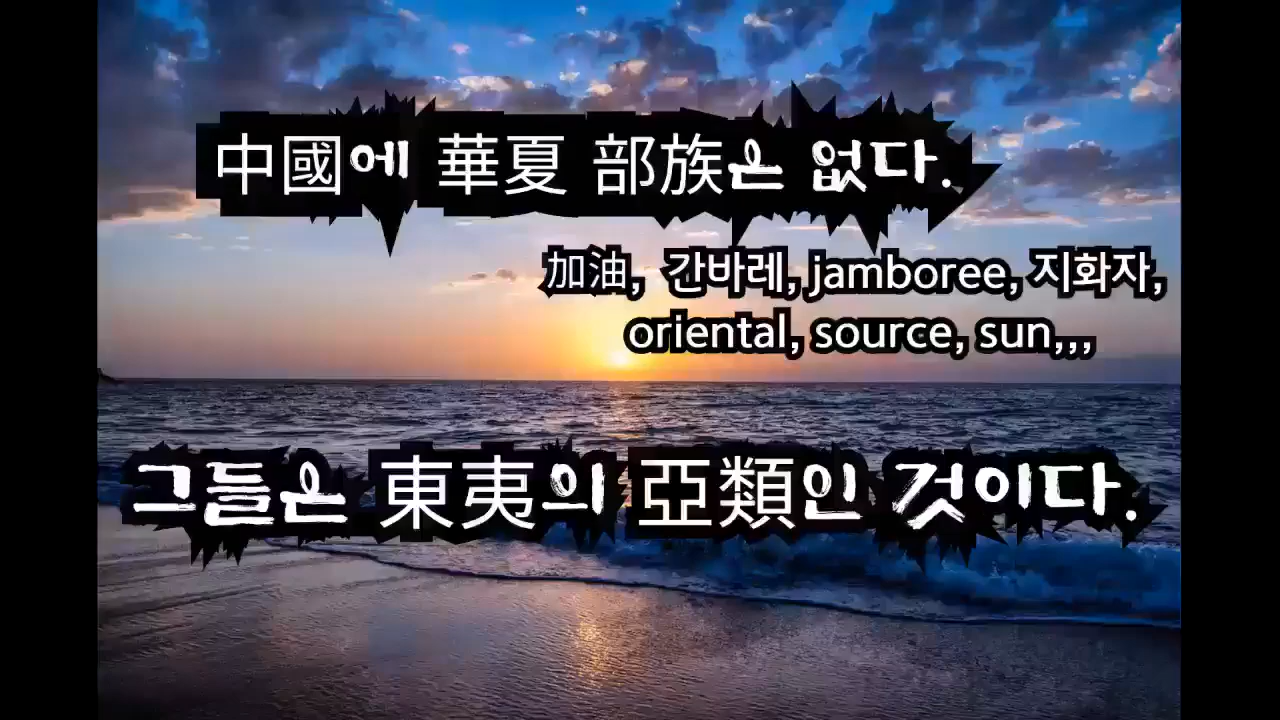 中國에 華夏 部族은 없다.
加油, 간바레, jamboree, 지화자,
oriental, source, sun,,,
그들은 東夷의 亞類인 것이다.